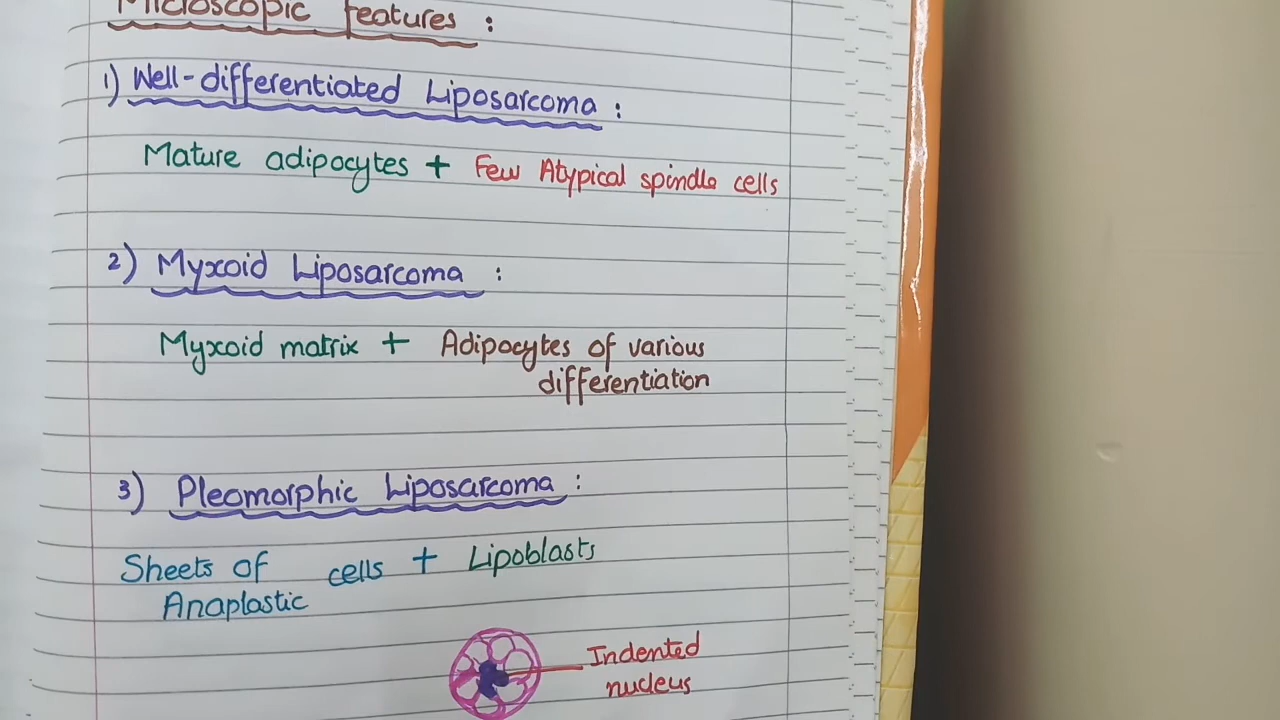 Microscopic features :
1) Well-differentiated Liposarcoma :
Mature adipocytes + Few Atypical spindle cells
2) Myxoid Liposarcoma :
Myxoid matrix + Adipocytes of various
differentiation
3) Pleomorphic Liposarcoma :
Sheets of cells + Lipoblasts
Anaplastic
Indented
nucleus